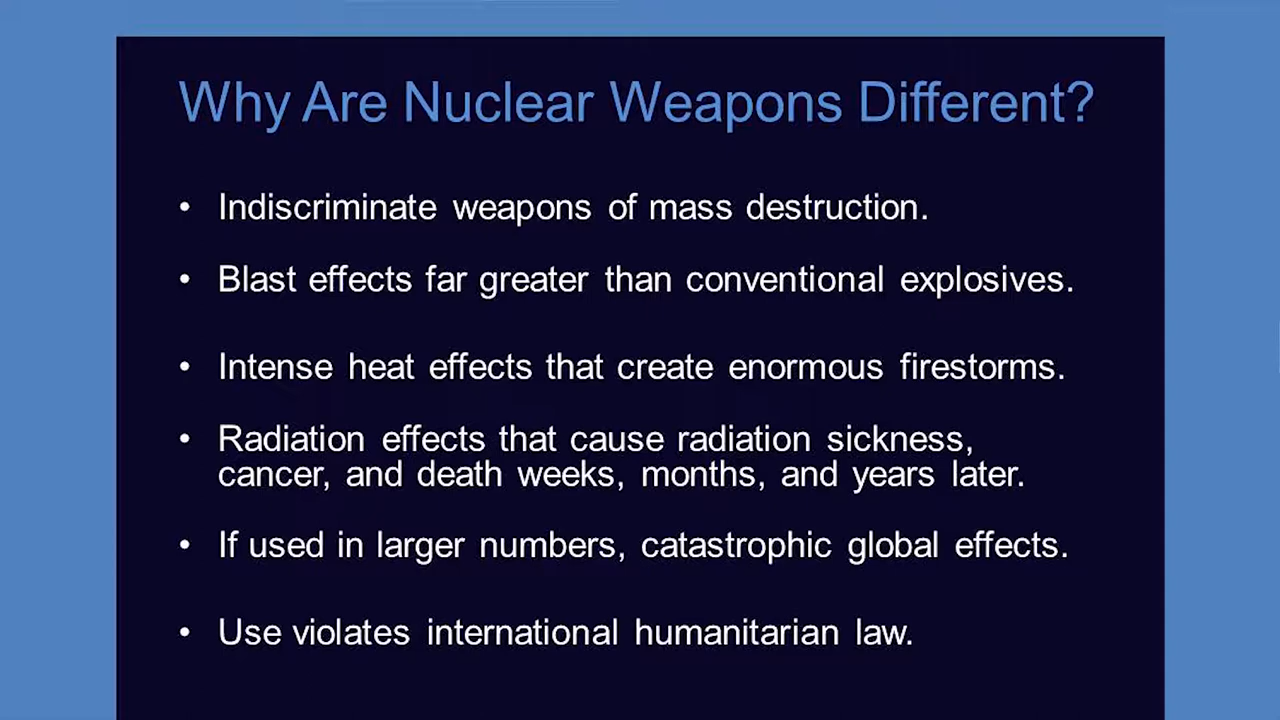 Why Are Nuclear Weapons Different?
• Indiscriminate weapons of mass destruction.
• Blast effects far greater than conventional explosives.
• Intense heat effects that create enormous firestorms.
• Radiation effects that cause radiation sickness,
cancer, and death weeks, months, and years later.
• If used in larger numbers, catastrophic global effects.
• Use violates international humanitarian law.